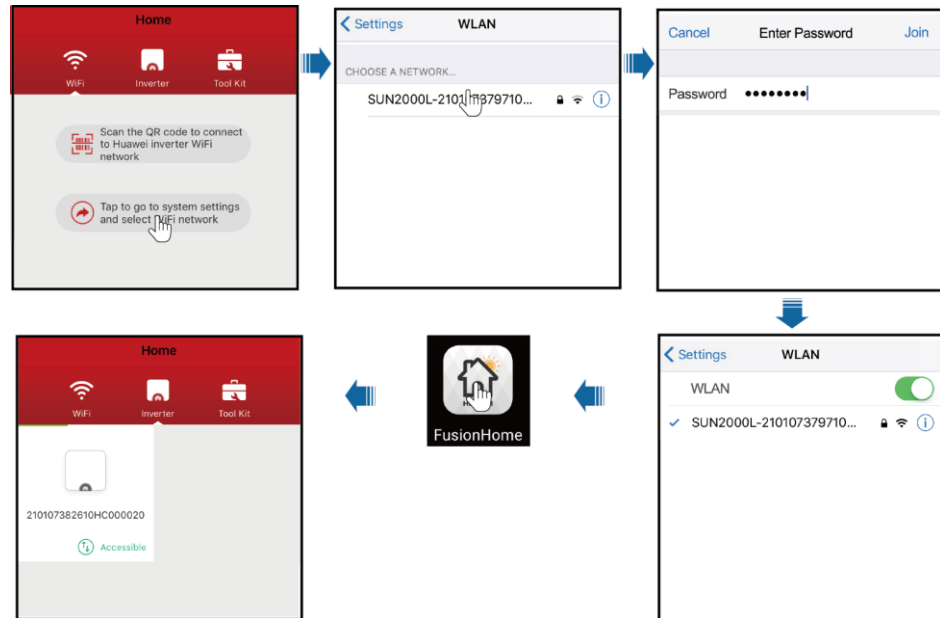 Home
WiFi
Inverter
Tool Kit
Scan the QR code to connect
to Huawei inverter WiFi
network
Tap to go to system settings
and select WiFi network
Settings
WLAN
CHOOSE A NETWORK...
Cancel
Enter Password
Join
Password ••••••••
Settings
WLAN
WLAN
SUN2000L-210107379710...
FusionHome
Home
WiFi
Inverter
Tool Kit
210107382610HC000020
Accessible